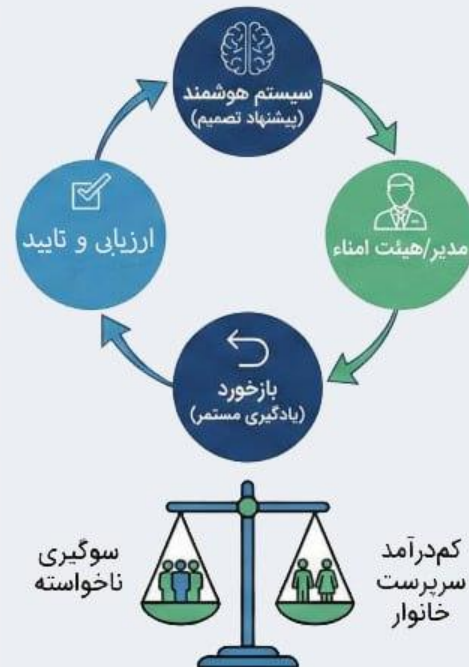 سیستم هوشمند
(پیشنهاد تصمیم)
مدیر/هیئت امناء
بازخورد
(یادگیری مستمر)
ارزیابی و تایید
کم‌درآمد
سرپرست
خانوار
سوگیری
ناخواسته